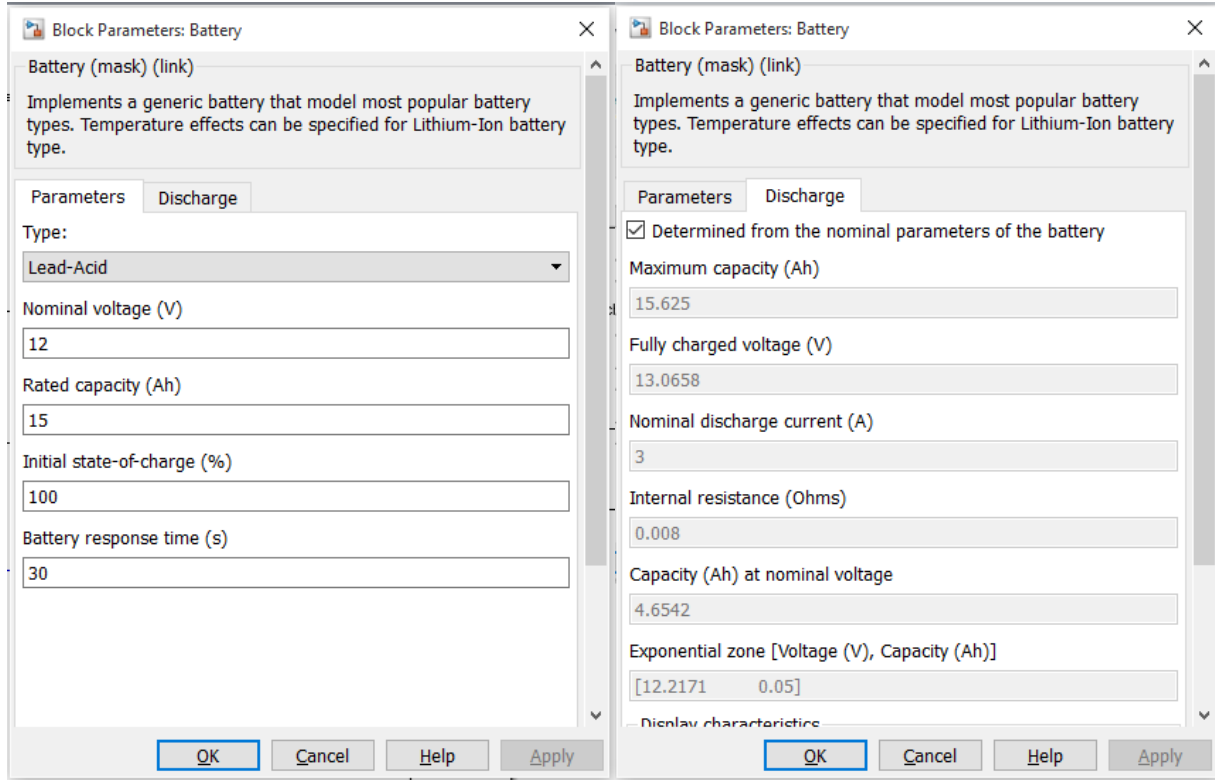 Block Parameters: Battery
Battery (mask) (link)
Implements a generic battery that model most popular battery
types. Temperature effects can be specified for Lithium-Ion battery
type.
Parameters
Discharge
Type:
Lead-Acid
Nominal voltage (V)
12
Rated capacity (Ah)
15
Initial state-of-charge (%)
100
Battery response time (s)
30
OK
Cancel
Help
Apply
Block Parameters: Battery
Battery (mask) (link)
Implements a generic battery that model most popular battery
types. Temperature effects can be specified for Lithium-Ion battery
type.
Parameters
Discharge
Determined from the nominal parameters of the battery
Maximum capacity (Ah)
15.625
Fully charged voltage (V)
13.0658
Nominal discharge current (A)
3
Internal resistance (Ohms)
0.008
Capacity (Ah) at nominal voltage
4.6542
Exponential zone [Voltage (V), Capacity (Ah)]
[12.2171 0.05]
Display characteristics
OK
Cancel
Help
Apply